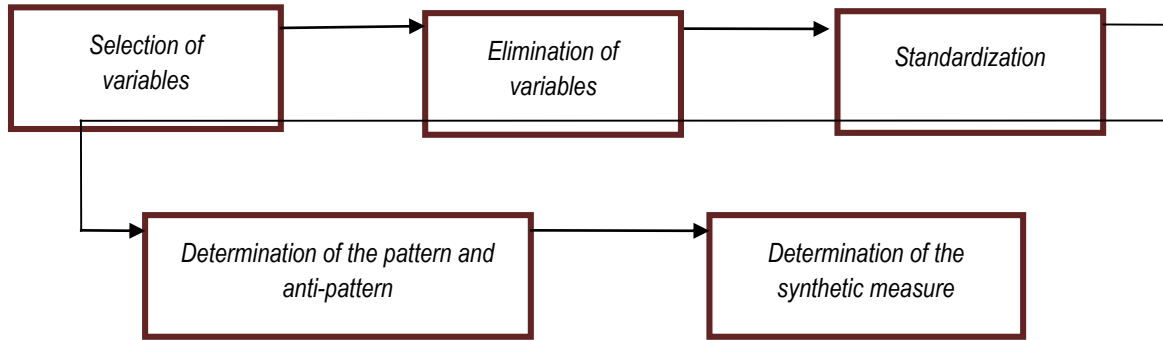 Selection of
variables
Elimination of
variables
Standardization
Determination of the pattern and
anti-pattern
Determination of the
synthetic measure